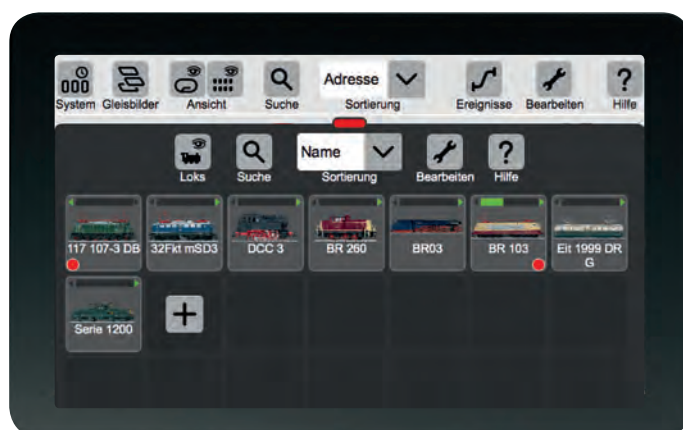 Adresse
System Gleisbilder Ansicht Suche Sortierung Ereignisse Bearbeiten Hilfe
Name
Loks Suche Sortierung Bearbeiten Hilfe
117 107-3 DB 32Fkt mSD3 DCC 3 BR 260 BR03 BR 103 Eit 1999 DR
G
Serie 1200